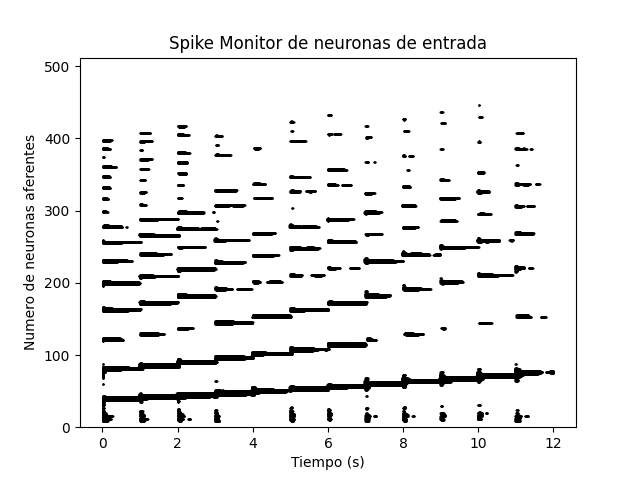 Spike Monitor de neuronas de entrada
500
400
300
200
100
0
Numero de neuronas aferentes
0 2 4 6 8 10 12
Tiempo (s)